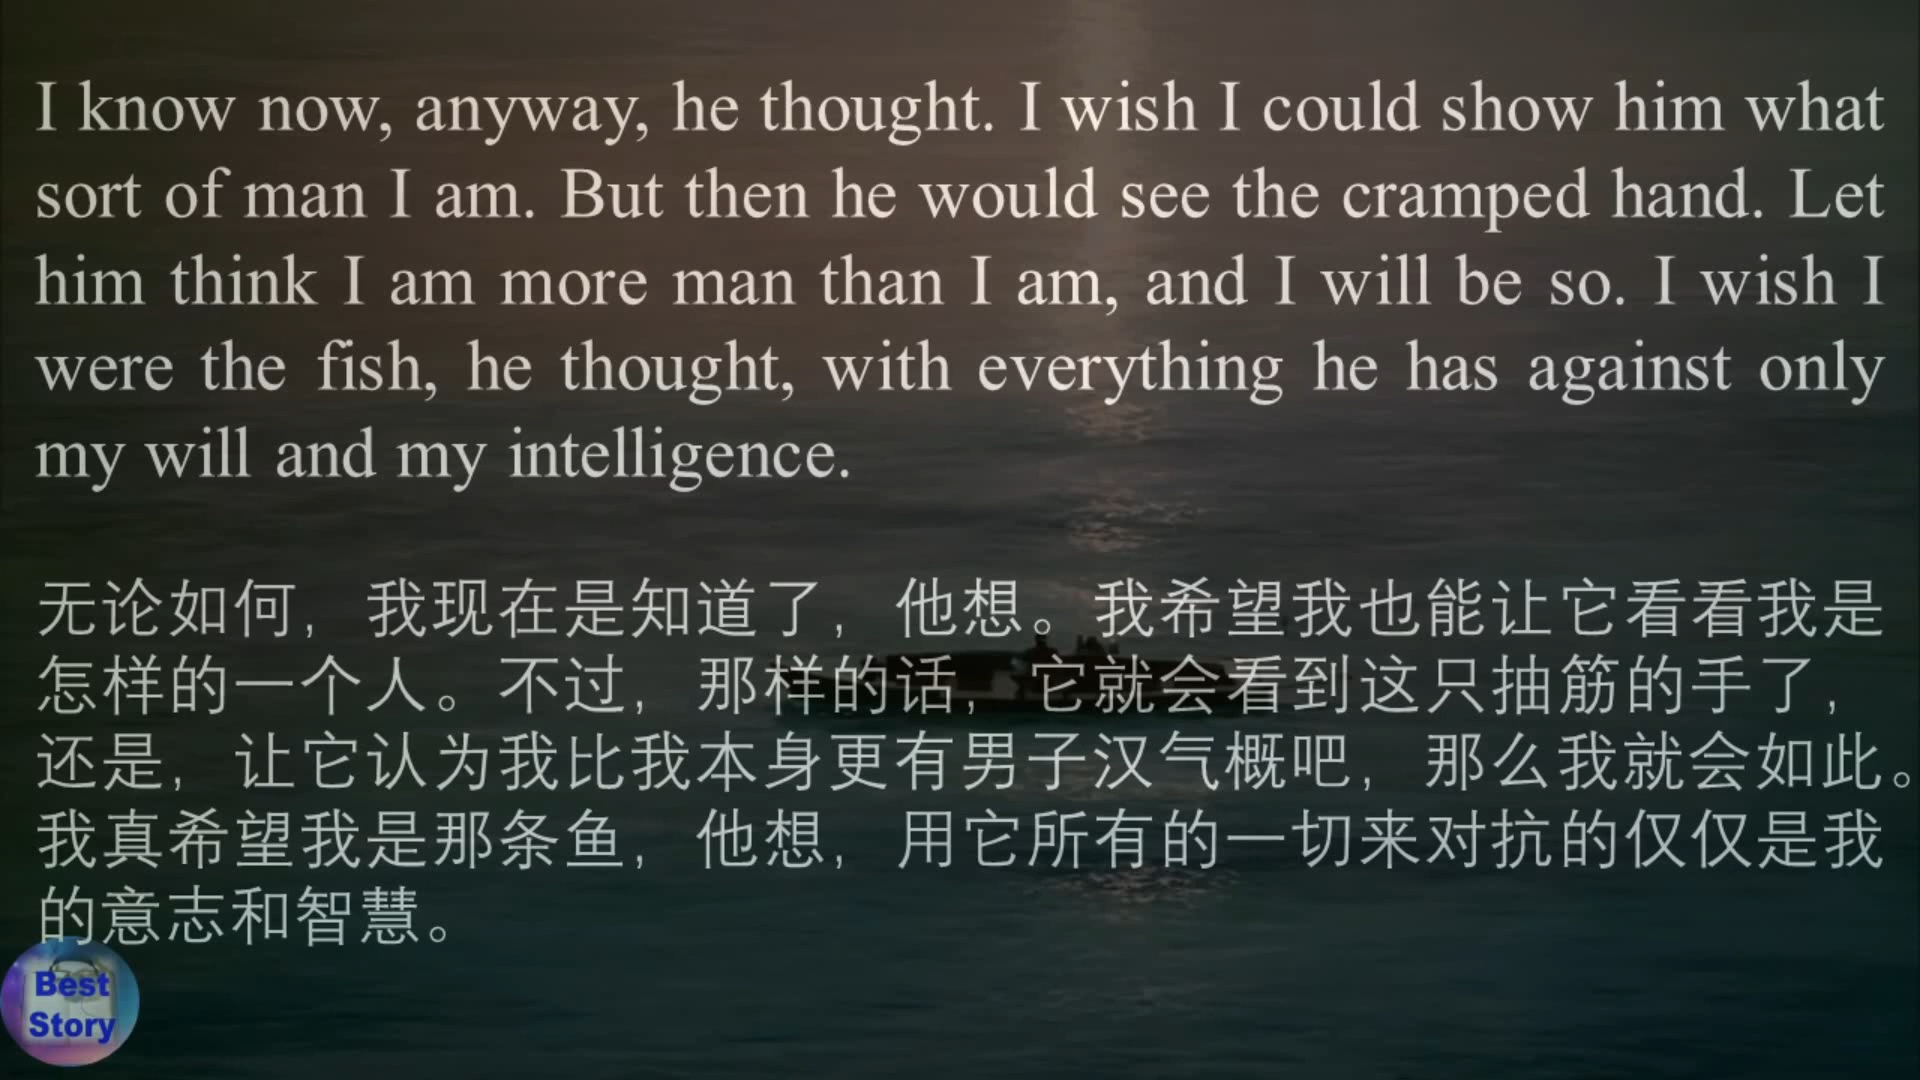 I know now, anyway, he thought. I wish I could show him what
sort of man I am. But then he would see the cramped hand. Let
him think I am more man than I am, and I will be so. I wish I
were the fish, he thought, with everything he has against only
my will and my intelligence.
无论如何，我现在是知道了，他想。我希望我也能让它看看我是
怎样的一个人。不过，那样的话，它就会看到这只抽筋的手了，
还是，让它认为我比我本身更有男子汉气概吧，那么我就会如此。
我真希望我是那条鱼，他想，用它所有的一切来对抗的仅仅是我
的意志和智慧。
Best
Story